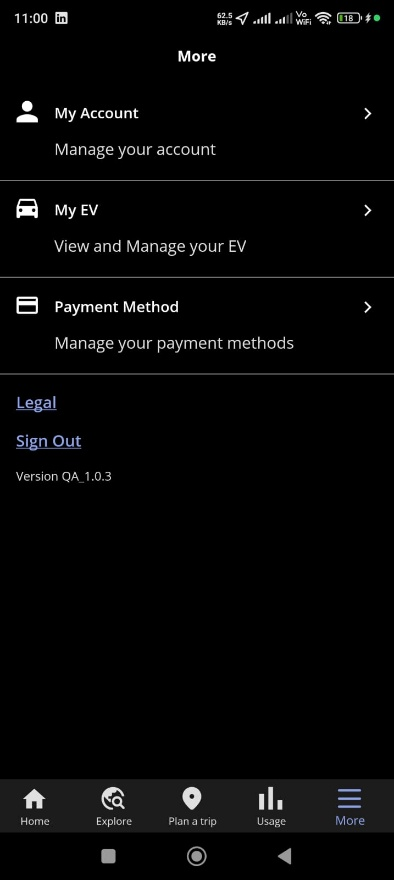 11:00 in 62.5 KB/s Vo WiFi 18
More
My Account
Manage your account
My EV
View and Manage your EV
Payment Method
Manage your payment methods
Legal
Sign Out
Version QA_1.0.3
Home Explore Plan a trip Usage More